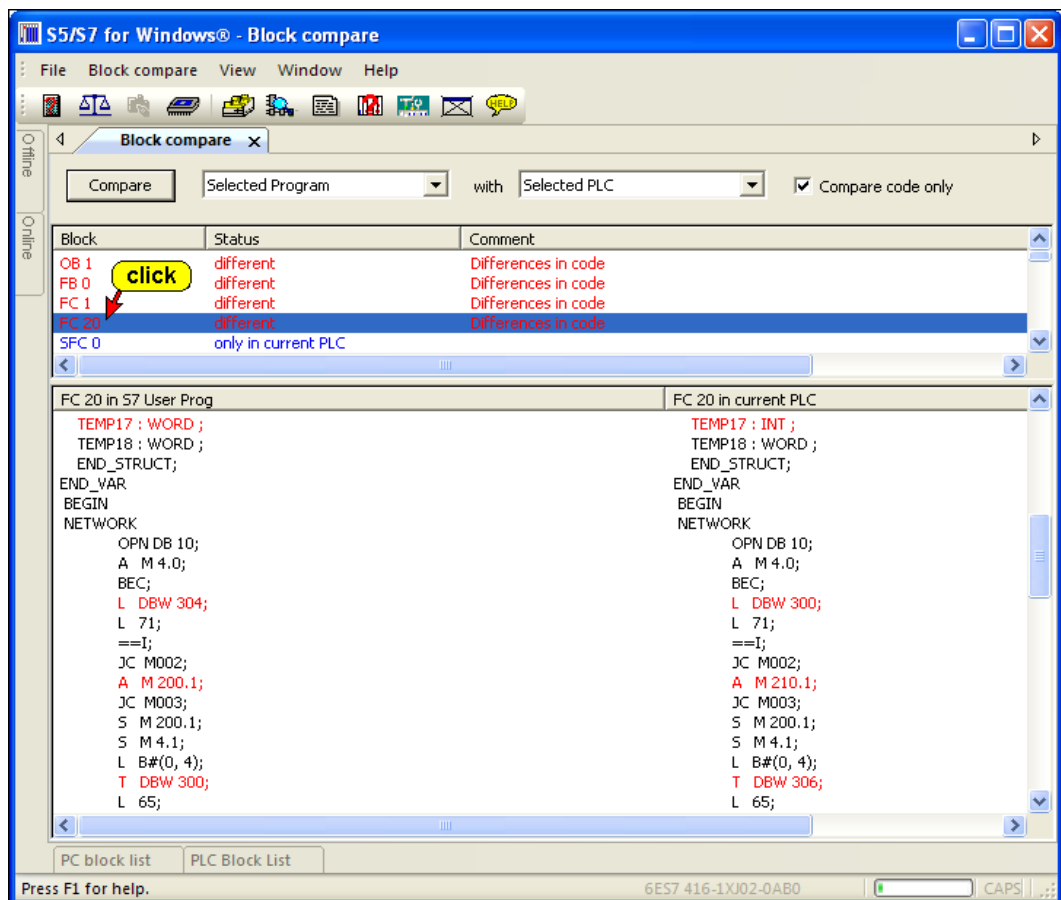 S5/S7 for Windows® - Block compare
File Block compare View Window Help
HELP
Offline
Online
Block compare x
Compare Selected Program with Selected PLC Compare code only
Block Status Comment
OB 1 different Differences in code
FB 0 different Differences in code
click
FC 1 different Differences in code
FC 20 different Differences in code
SFC 0 only in current PLC
FC 20 in S7 User Prog FC 20 in current PLC
TEMP17 : WORD ; TEMP17 : INT ;
TEMP18 : WORD ; TEMP18 : WORD ;
END_STRUCT; END_STRUCT;
END_VAR END_VAR
BEGIN BEGIN
NETWORK NETWORK
OPN DB 10; OPN DB 10;
A M 4.0; A M 4.0;
BEC; BEC;
L DBW 304; L DBW 300;
L 71; L 71;
==I; ==I;
JC M002; JC M002;
A M 200.1; A M 210.1;
JC M003; JC M003;
S M 200.1; S M 200.1;
S M 4.1; S M 4.1;
L B#(0, 4); L B#(0, 4);
T DBW 300; T DBW 306;
L 65; L 65;
PC block list PLC Block List
Press F1 for help. 6ES7 416-1XJ02-0AB0 CAPS